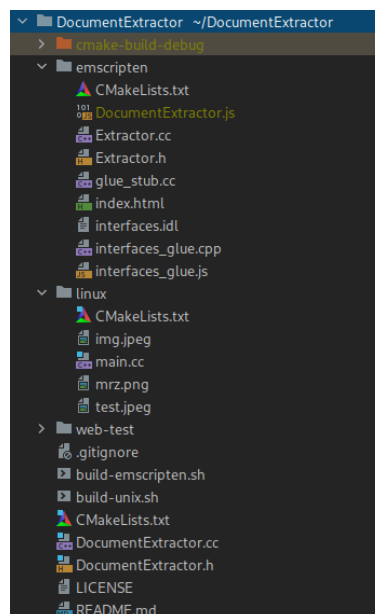 DocumentExtractor ~/DocumentExtractor
cmake-build-debug
emscripten
CMakeLists.txt
DocumentExtractor.js
Extractor.cc
Extractor.h
glue_stub.cc
index.html
interfaces.idl
interfaces_glue.cpp
interfaces_glue.js
linux
CMakeLists.txt
img.jpeg
main.cc
mrz.png
test.jpeg
web-test
.gitignore
build-emscripten.sh
build-unix.sh
CMakeLists.txt
DocumentExtractor.cc
DocumentExtractor.h
LICENSE
README.md